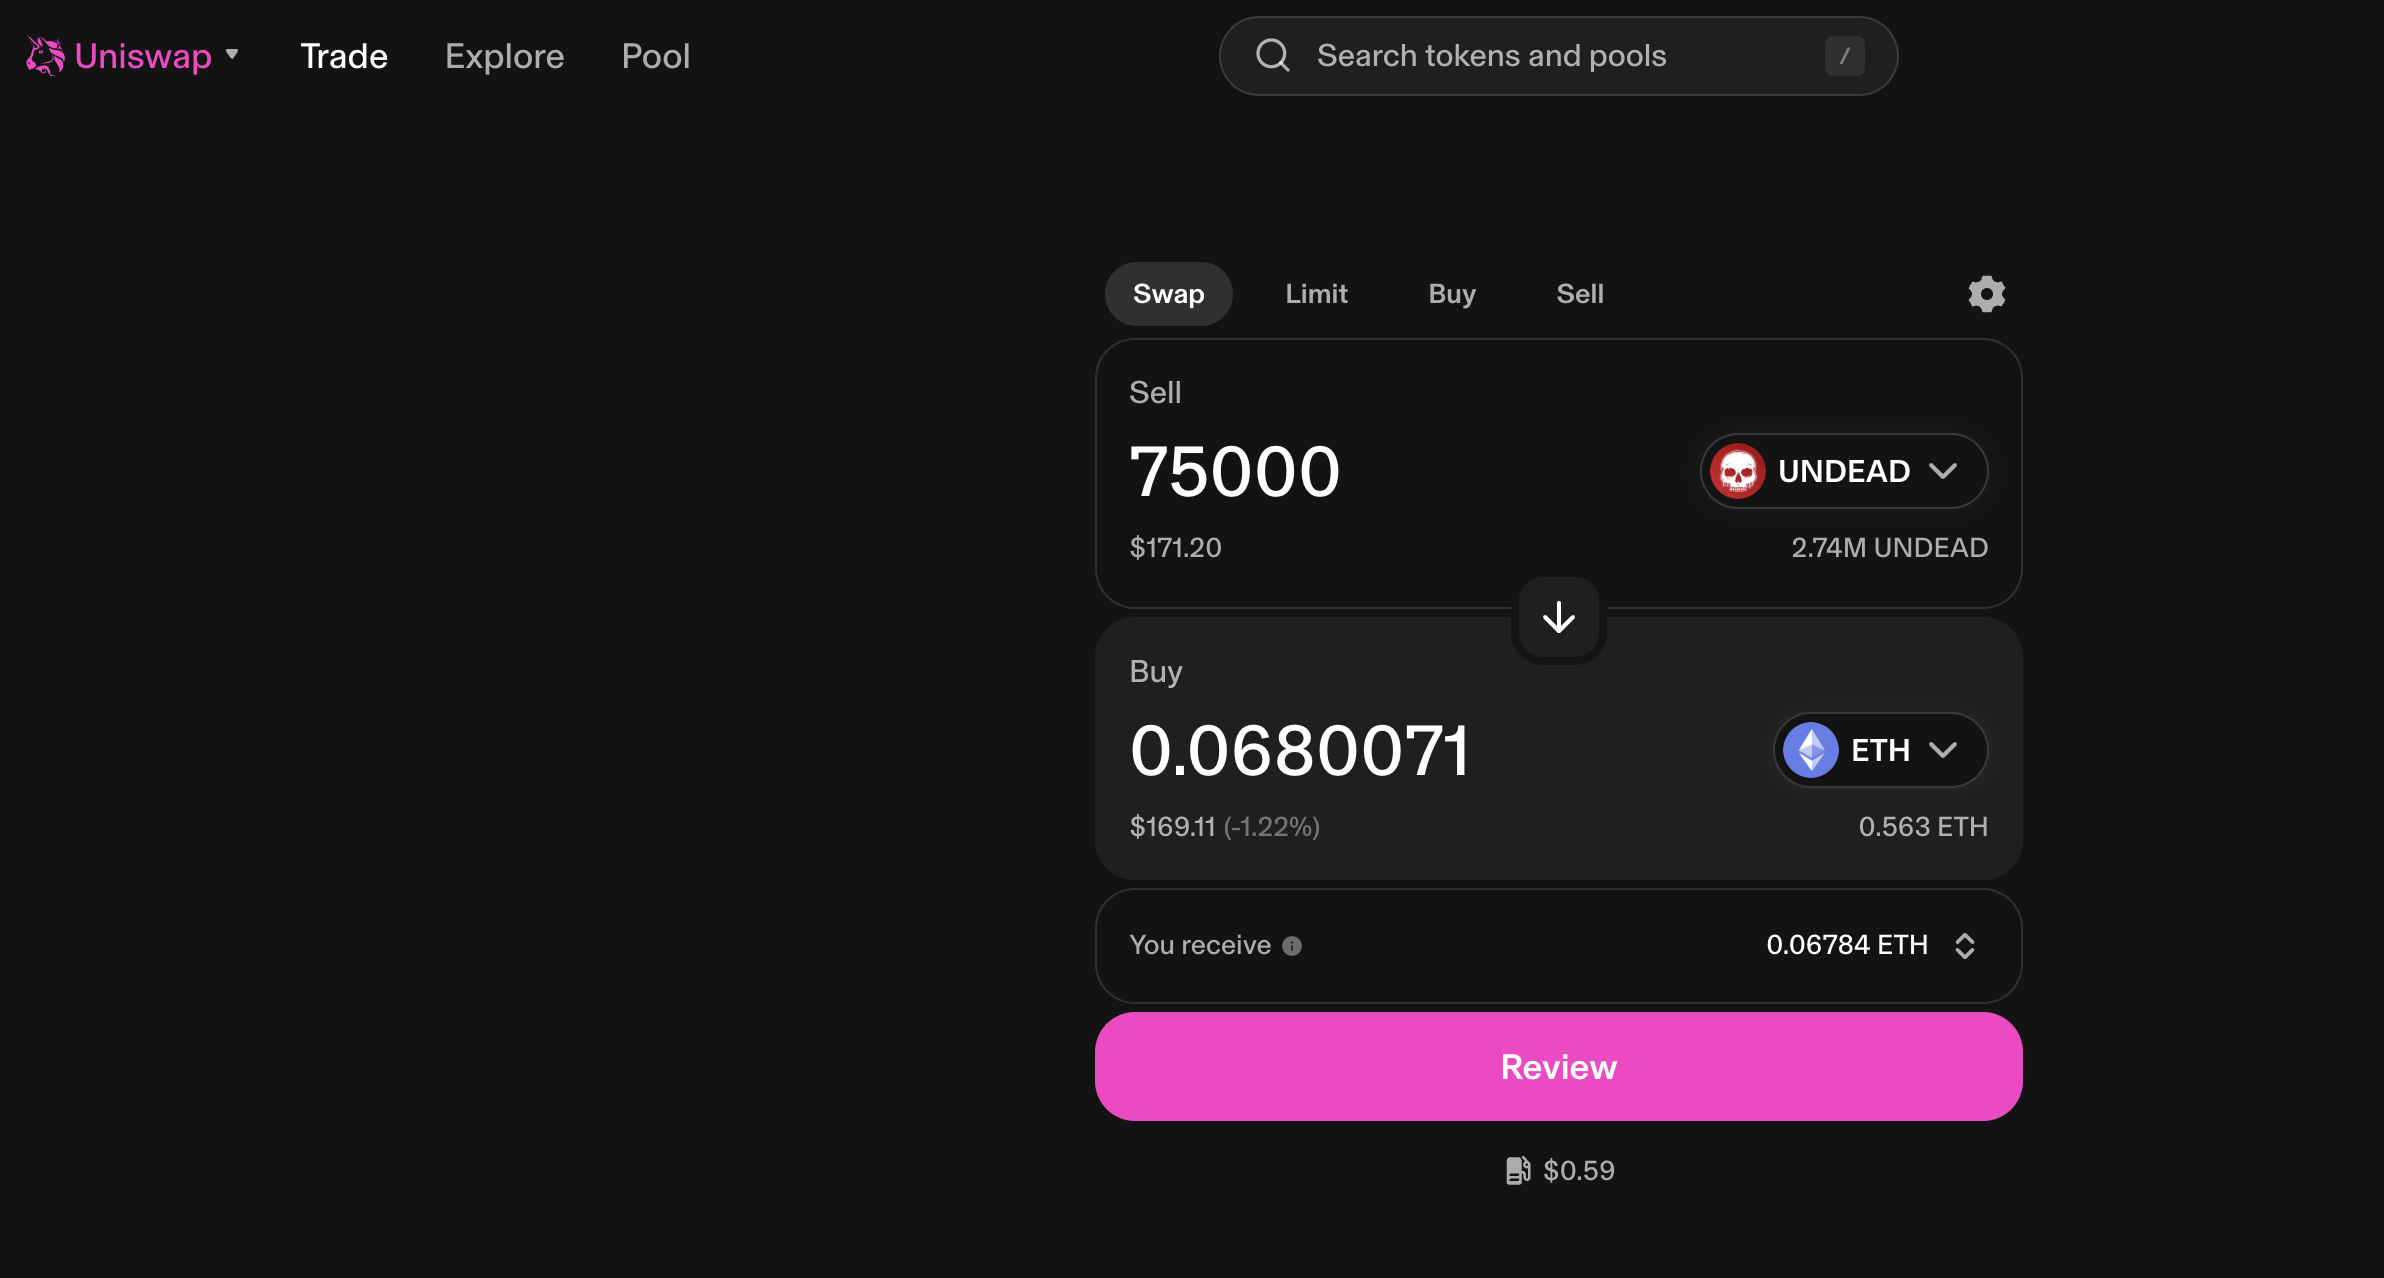 Uniswap Trade Explore Pool Search tokens and pools /
Swap Limit Buy Sell
Sell
75000 UNDEAD
$171.20 2.74M UNDEAD
Buy
0.0680071 ETH
$169.11 (-1.22%) 0.563 ETH
You receive 0.06784 ETH
Review
$0.59